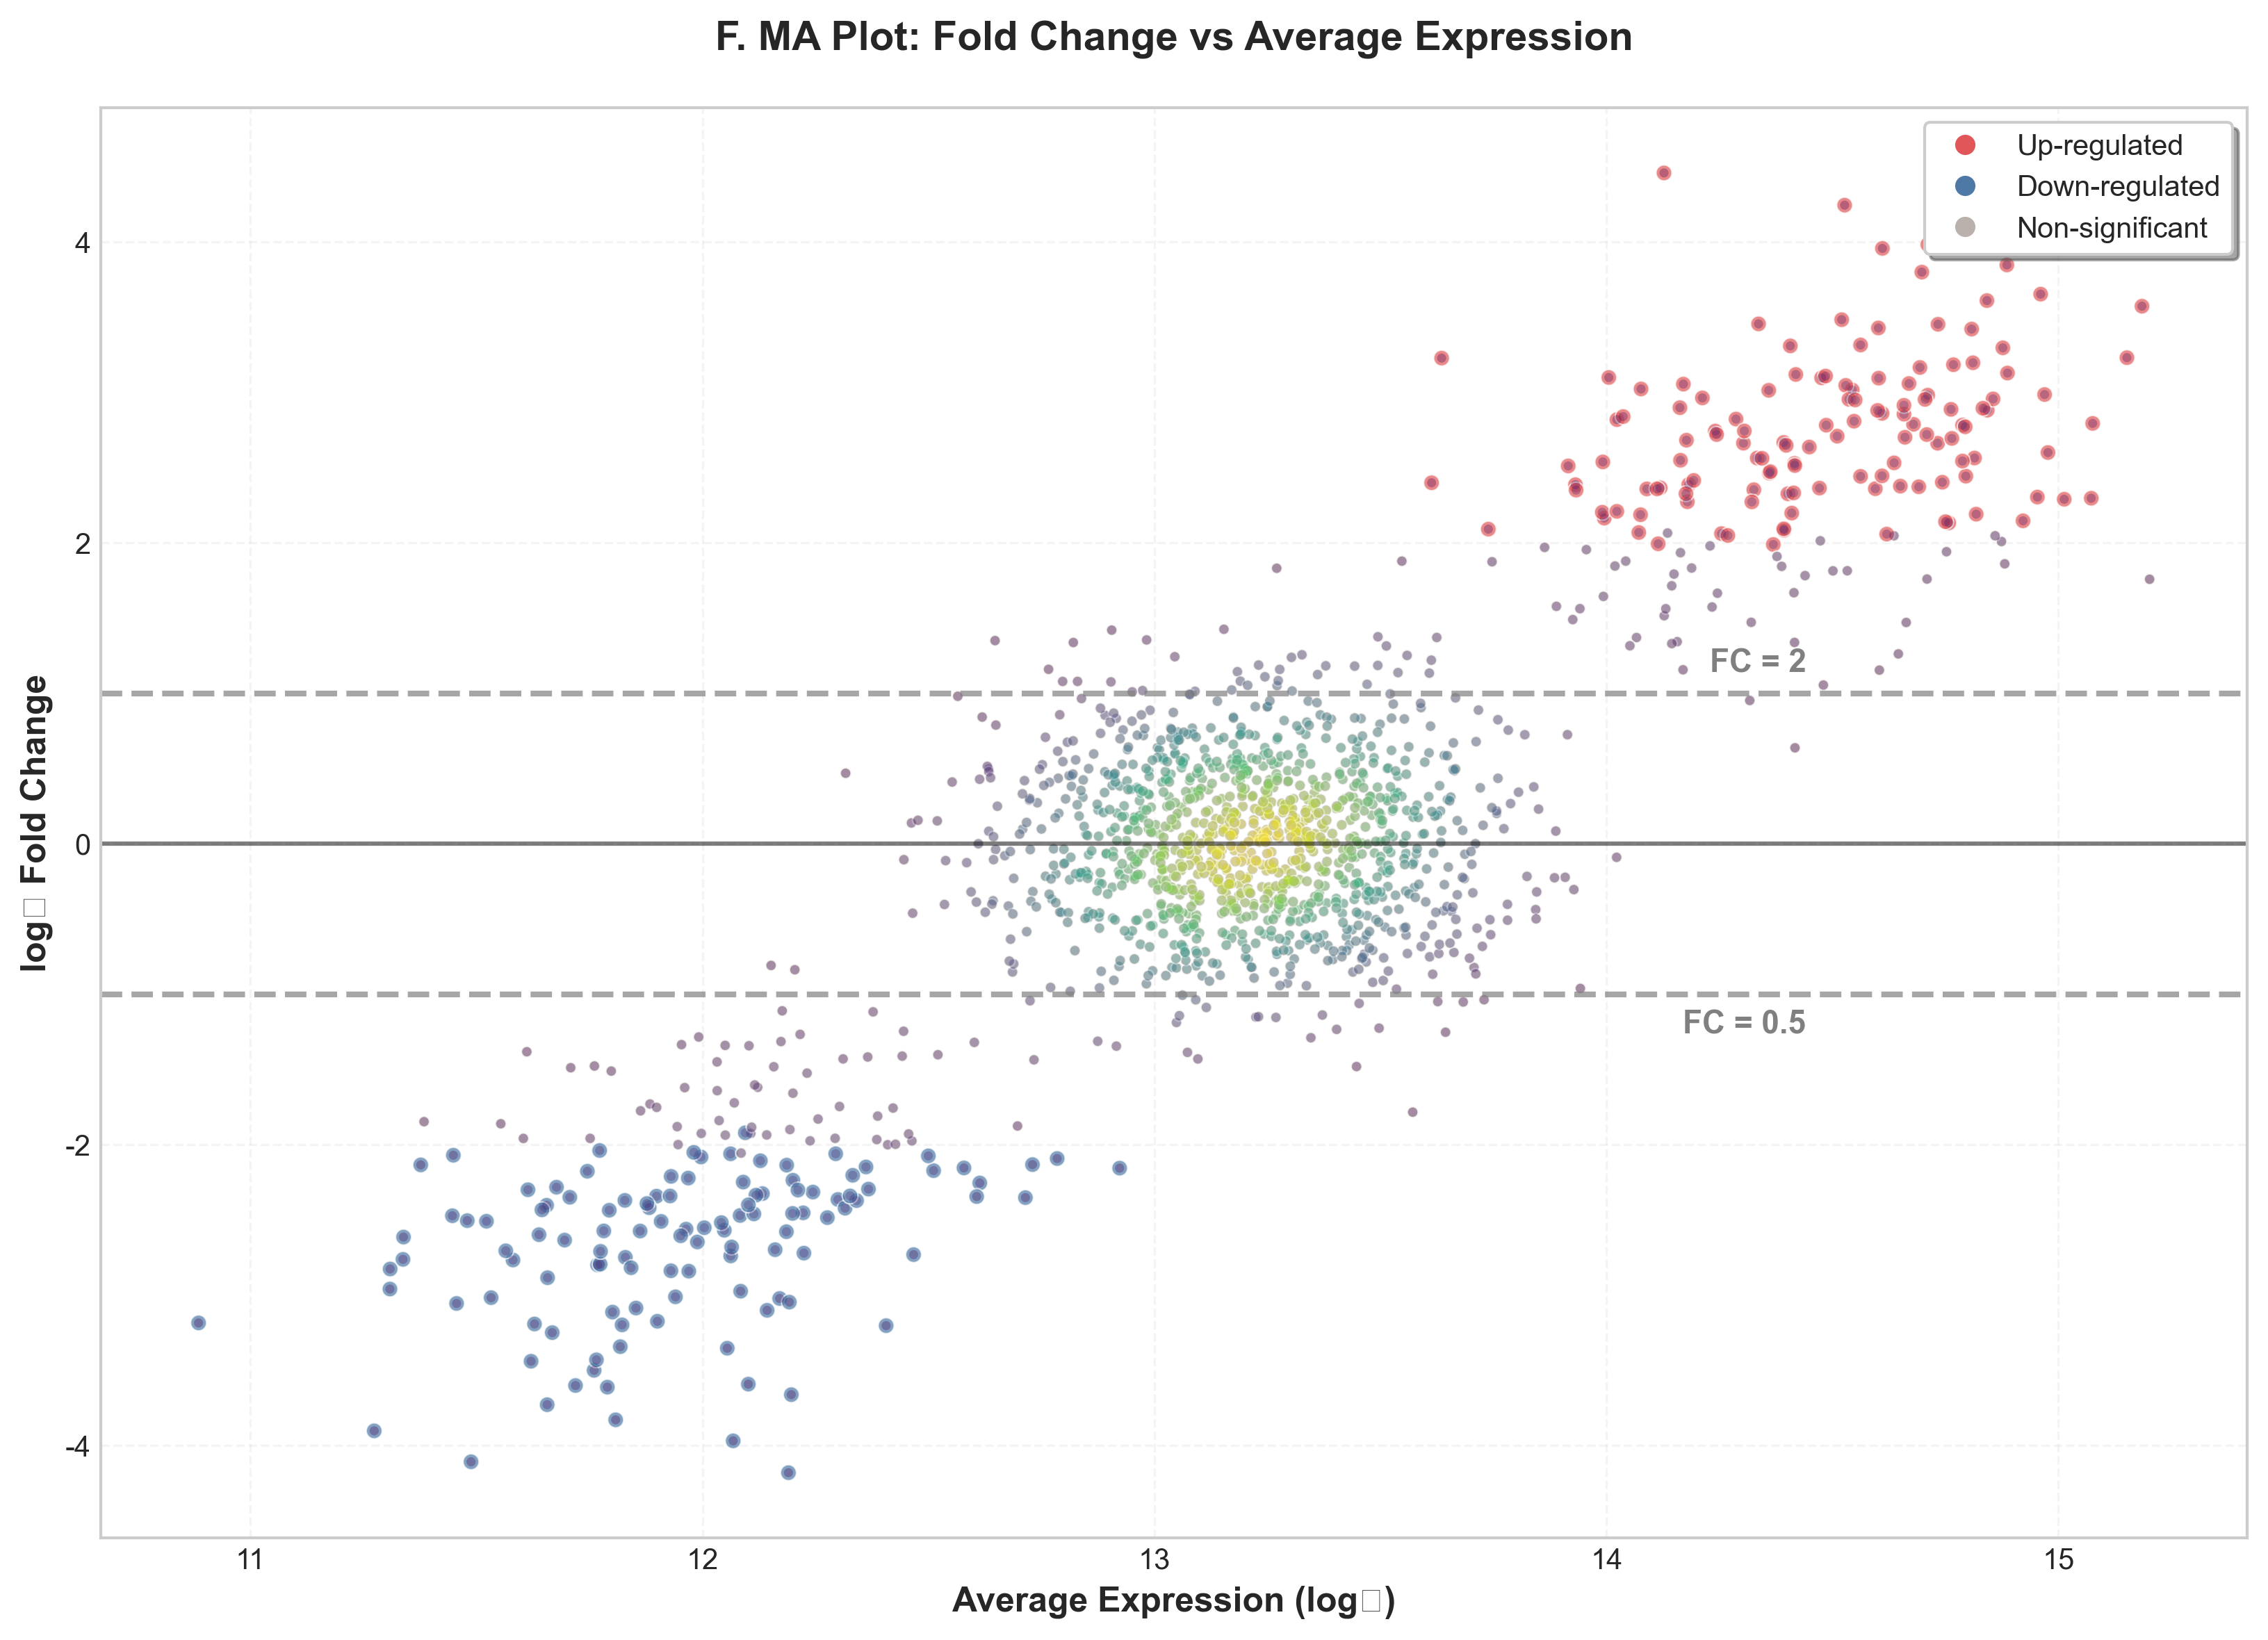 F. MA Plot: Fold Change vs Average Expression
Up-regulated
Down-regulated
Non-significant
4
2
0
-2
-4
log□ Fold Change
FC = 2
FC = 0.5
11 12 13 14 15
Average Expression (log□)